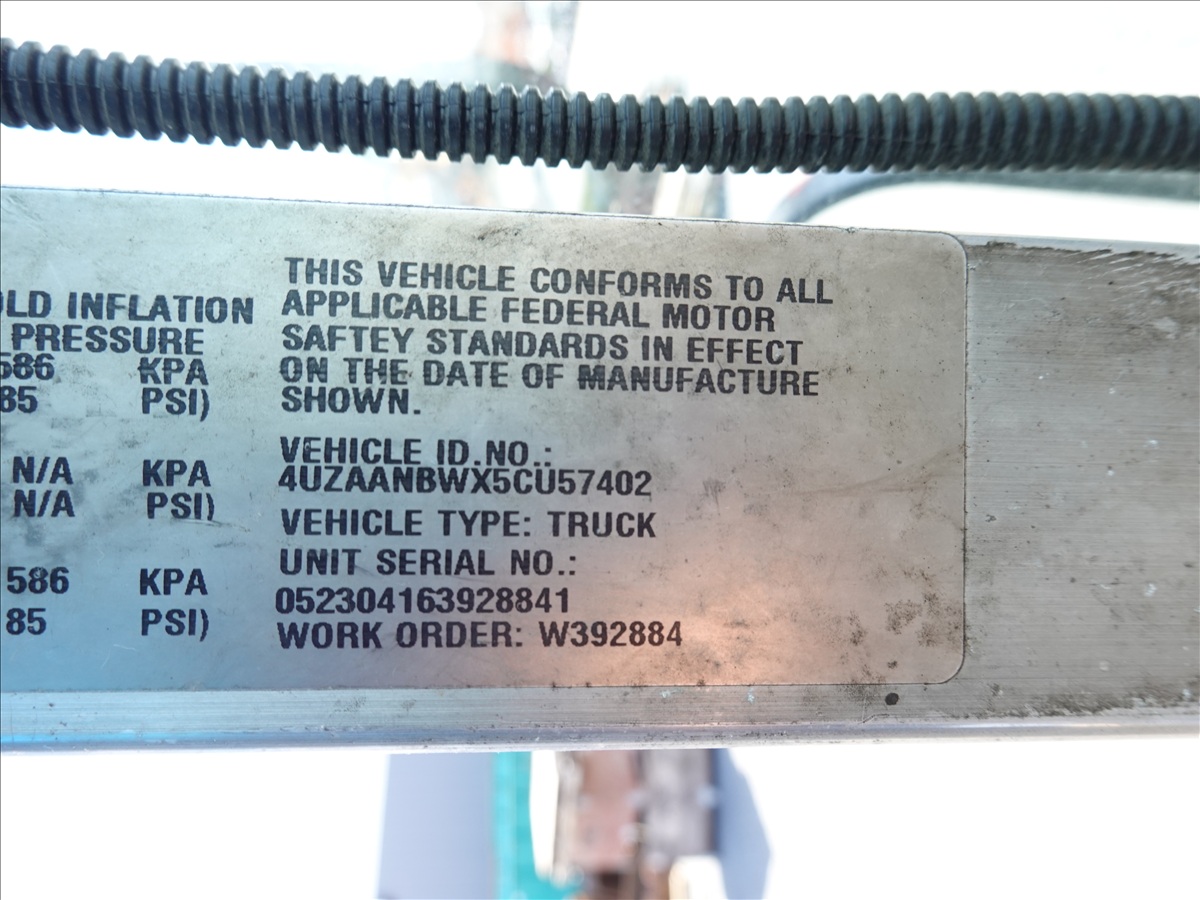 OLD INFLATION
PRESSURE
586 KPA
85 PSI)
N/A KPA
N/A PSI)
586 KPA
85 PSI)
THIS VEHICLE CONFORMS TO ALL
APPLICABLE FEDERAL MOTOR
SAFTEY STANDARDS IN EFFECT
ON THE DATE OF MANUFACTURE
SHOWN.
VEHICLE ID.NO.:
4UZAANBWX5CU57402
VEHICLE TYPE: TRUCK
UNIT SERIAL NO.:
052304163928841
WORK ORDER: W392884